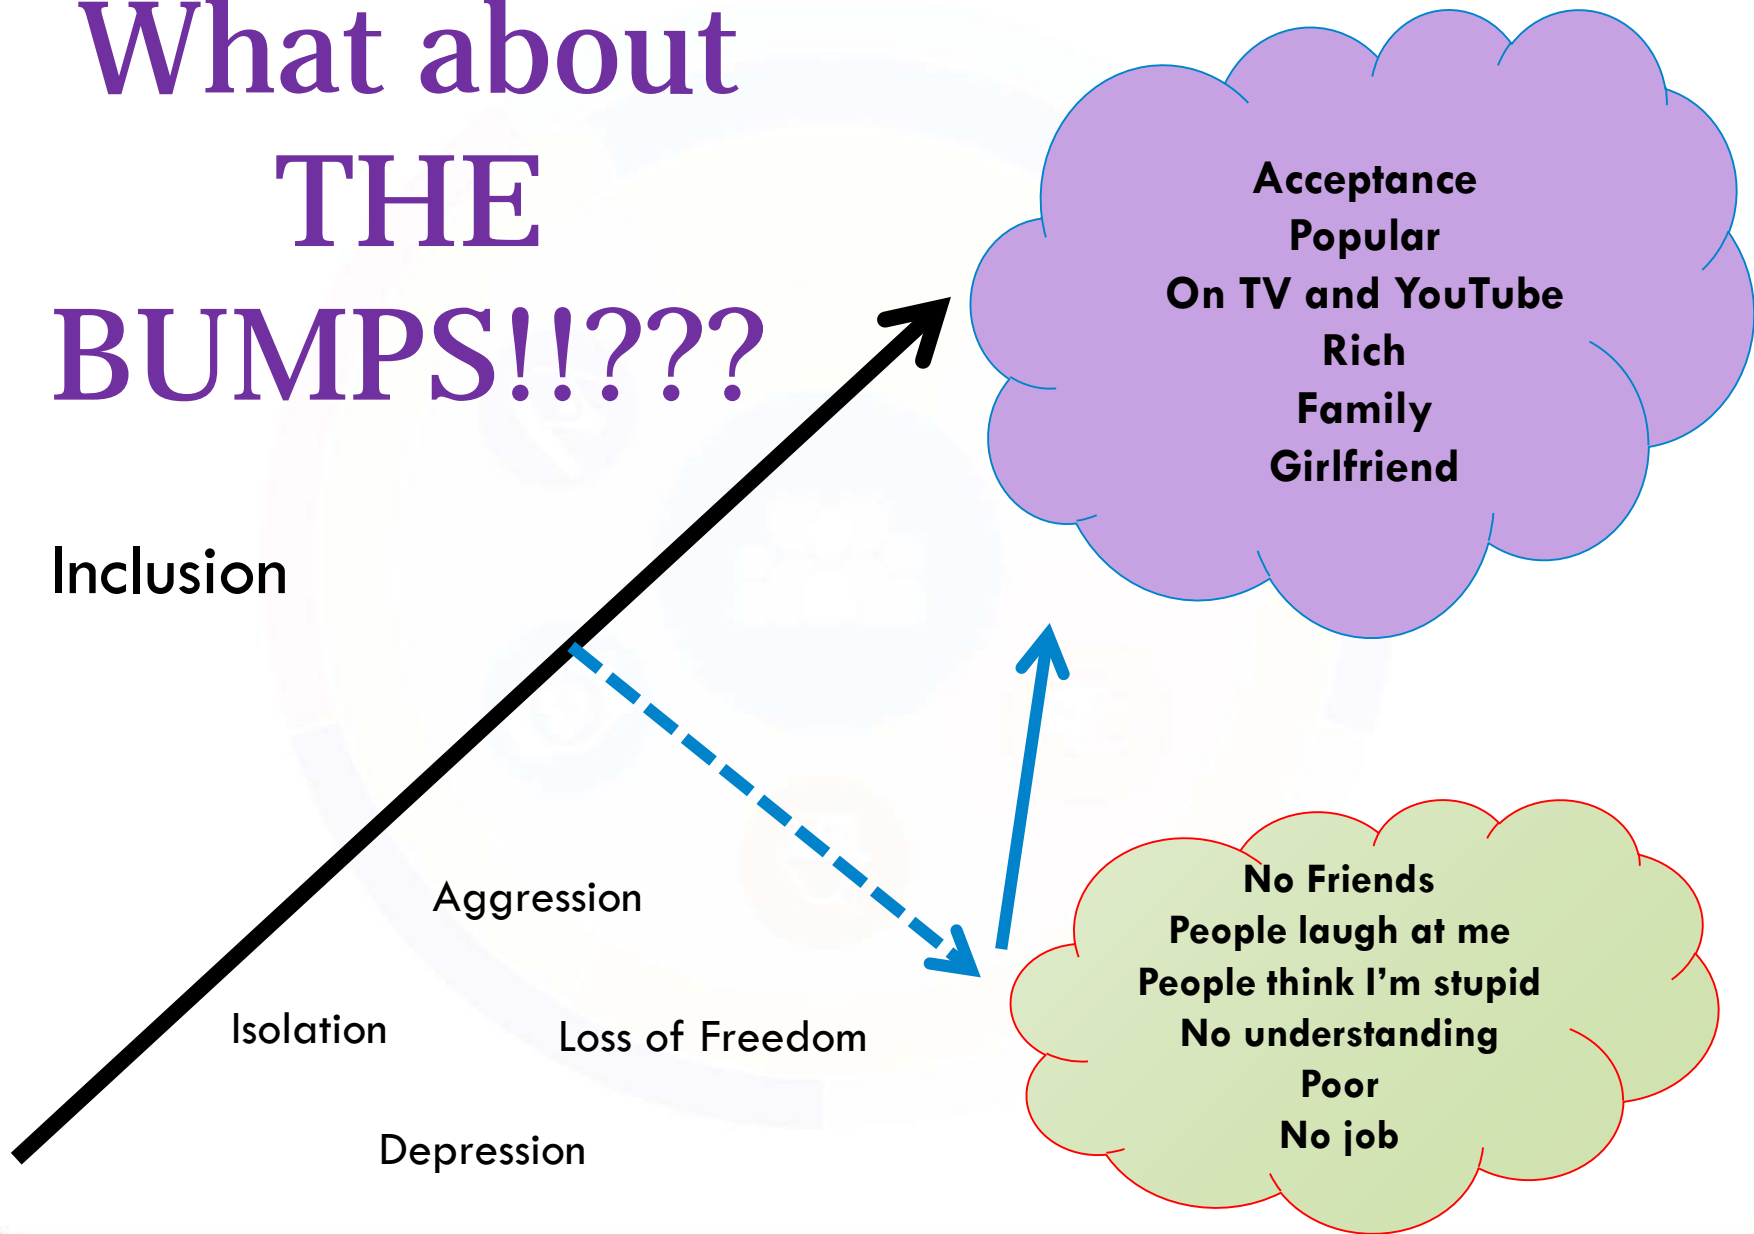 What about
THE
BUMPS!!???
Acceptance
Popular
On TV and YouTube
Rich
Family
Girlfriend
Inclusion
Aggression
Isolation
Loss of Freedom
Depression
No Friends
People laugh at me
People think I’m stupid
No understanding
Poor
No job